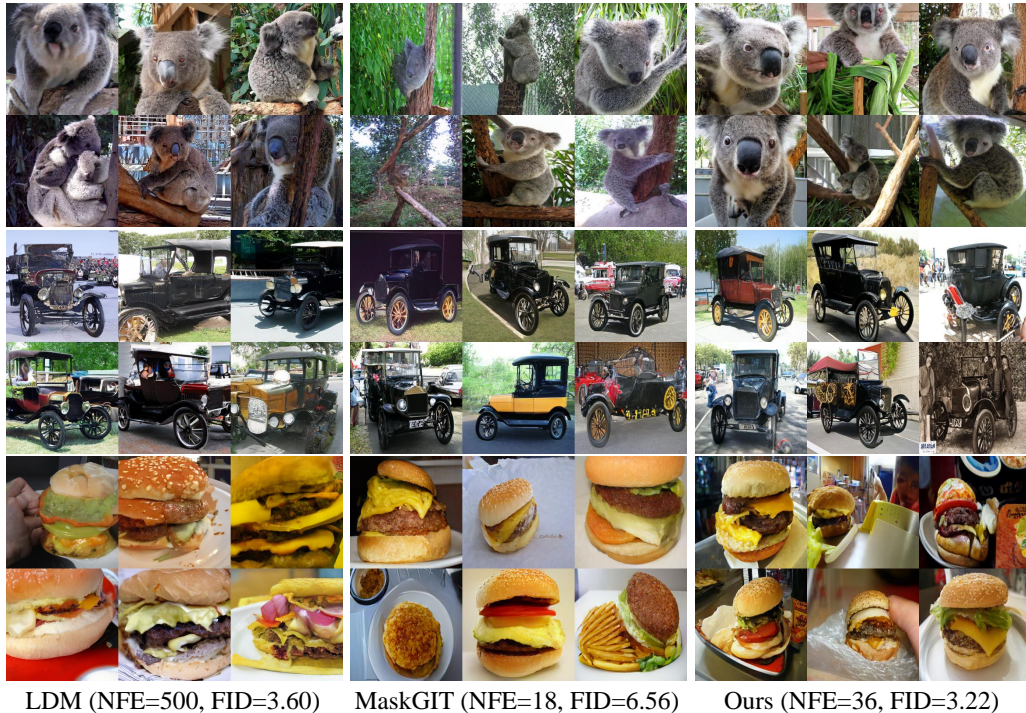 LDM (NFE=500, FID=3.60) MaskGIT (NFE=18, FID=6.56) Ours (NFE=36, FID=3.22)